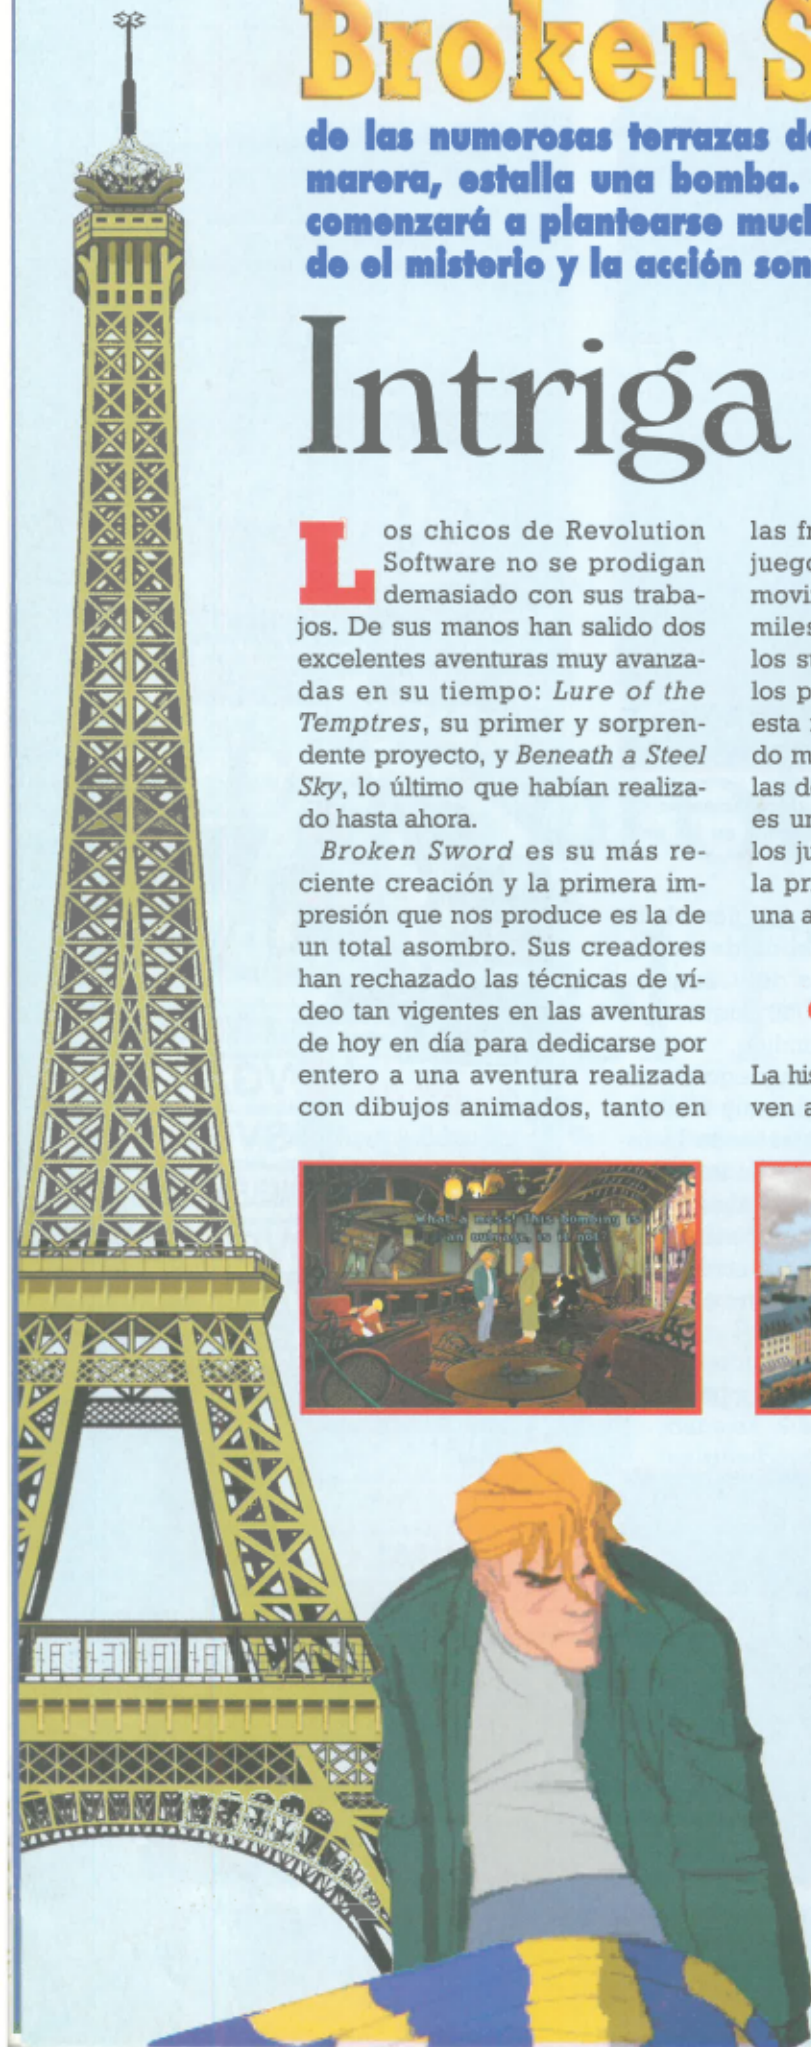 Broken S
de las numerosas terrazas de
marera, estalla una bomba.
comenzará a plantearse much
de el misterio y la acción son
Intriga
Los chicos de Revolution
Software no se prodigan
demasiado con sus traba-
jos. De sus manos han salido dos
excelentes aventuras muy avanza-
das en su tiempo: Lure of the
Temptres, su primer y sorpren-
dente proyecto, y Beneath a Steel
Sky, lo último que habían realiza-
do hasta ahora.
Broken Sword es su más re-
ciente creación y la primera im-
presión que nos produce es la de
un total asombro. Sus creadores
han rechazado las técnicas de ví-
deo tan vigentes en las aventuras
de hoy en día para dedicarse por
entero a una aventura realizada
con dibujos animados, tanto en
las fr
juego
movi
miles
los su
los p
esta
do m
las de
es un
los ju
la pr
una a
La his
ven a
What a mess! This bombing is
an outrage, is it not?